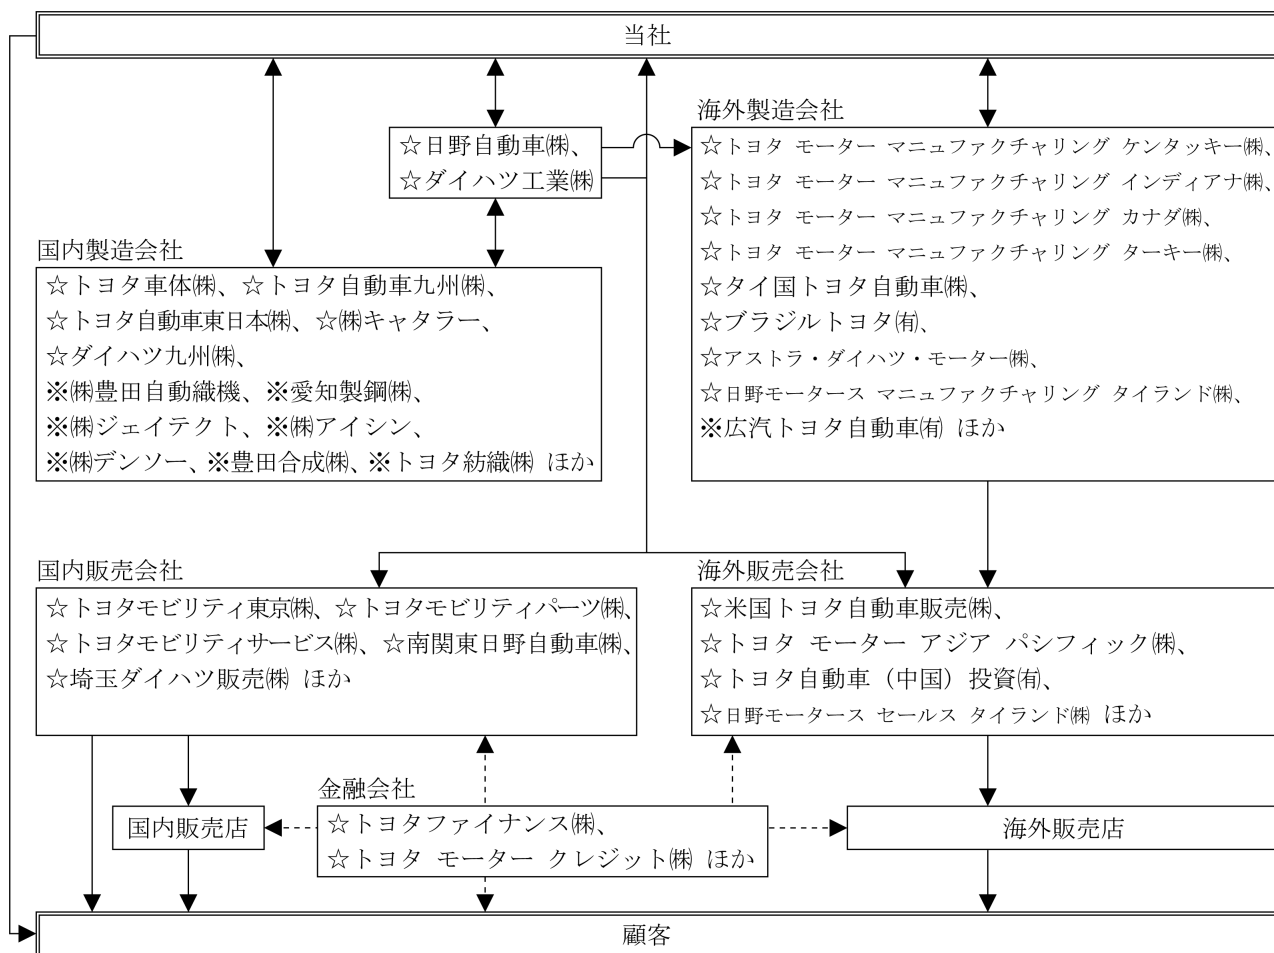 当社
☆日野自動車㈱、
☆ダイハツ工業㈱
海外製造会社
☆トヨタ モーター マニュファクチャリング ケンタッキー㈱、
☆トヨタ モーター マニュファクチャリング インディアナ㈱、
☆トヨタ モーター マニュファクチャリング カナダ㈱、
☆トヨタ モーター マニュファクチャリング ターキー㈱、
☆タイ国トヨタ自動車㈱、
☆ブラジルトヨタ㈲、
☆アストラ・ダイハツ・モーター㈱、
☆日野モータース マニュファクチャリング タイランド㈱、
※広汽トヨタ自動車㈲ ほか
国内製造会社
☆トヨタ車体㈱、☆トヨタ自動車九州㈱、
☆トヨタ自動車東日本㈱、☆㈱キャタラー、
☆ダイハツ九州㈱、
※㈱豊田自動織機、※愛知製鋼㈱、
※㈱ジェイテクト、※㈱アイシン、
※㈱デンソー、※豊田合成㈱、※トヨタ紡織㈱ ほか
国内販売会社
☆トヨタモビリティ東京㈱、☆トヨタモビリティパーツ㈱、
☆トヨタモビリティサービス㈱、☆南関東日野自動車㈱、
☆埼玉ダイハツ販売㈱ ほか
海外販売会社
☆米国トヨタ自動車販売㈱、
☆トヨタ モーター アジア パシフィック㈱、
☆トヨタ自動車（中国）投資㈲、
☆日野モータース セールス タイランド㈱ ほか
金融会社
☆トヨタファイナンス㈱、
☆トヨタ モーター クレジット㈱ ほか
国内販売店
海外販売店
顧客